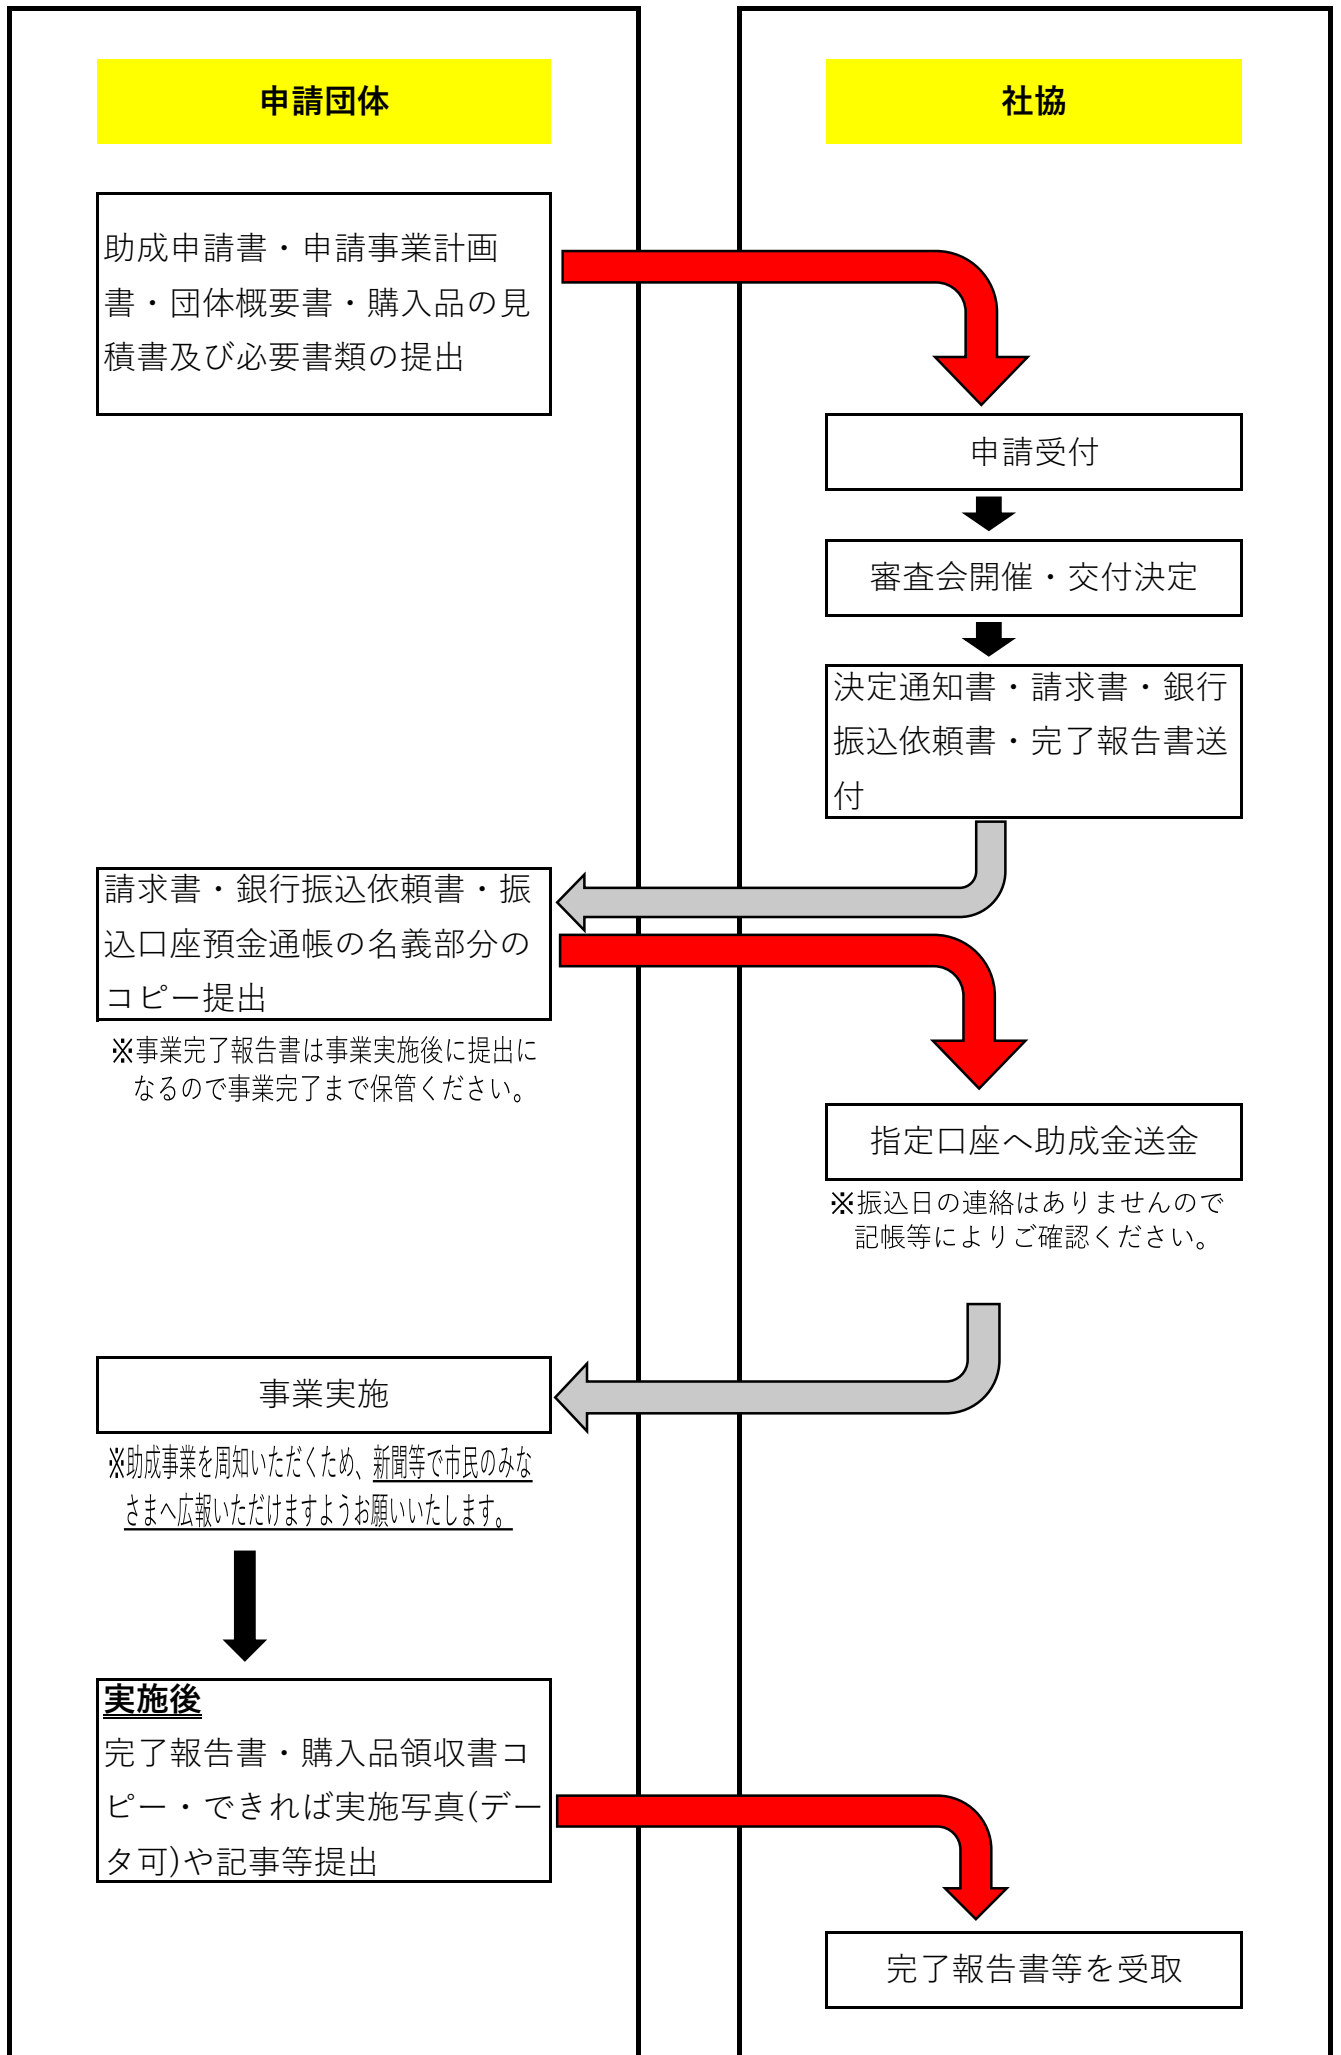 申請団体
社協
助成申請書・申請事業計画
書・団体概要書・購入品の見
積書及び必要書類の提出
申請受付
審査会開催・交付決定
決定通知書・請求書・銀行
振込依頼書・完了報告書送
付
請求書・銀行振込依頼書・振
込口座預金通帳の名義部分の
コピー提出
※事業完了報告書は事業実施後に提出に
なるので事業完了まで保管ください。
指定口座へ助成金送金
※振込日の連絡はありませんので
記帳等によりご確認ください。
事業実施
※助成事業を周知いただくため、新聞等で市民のみな
さまへ広報いただけますようお願いいたします。
実施後
完了報告書・購入品領収書コ
ピー・できれば実施写真(デー
タ可)や記事等提出
完了報告書等を受取